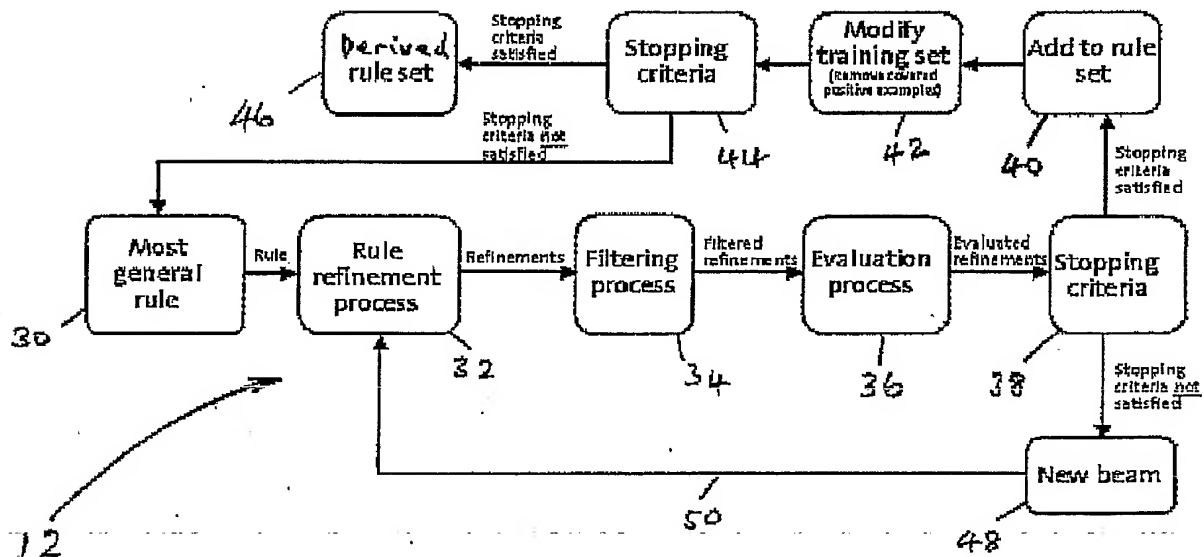 Derived
rule set
46
Stopping
criteria
satisfied
Stopping
criteria
44
Modify
training set
(remove covered
positive examples)
42
Add to rule
set
40
Stopping
criteria not
satisfied
Stopping
criteria
satisfied
Most
general
rule
30
Rule
Rule
refinement
process
32
Refinements
Filtering
process
34
Filtered
refinements
Evaluation
process
36
Evaluated
refinements
Stopping
criteria
38
Stopping
criteria not
satisfied
New beam
48
50
12